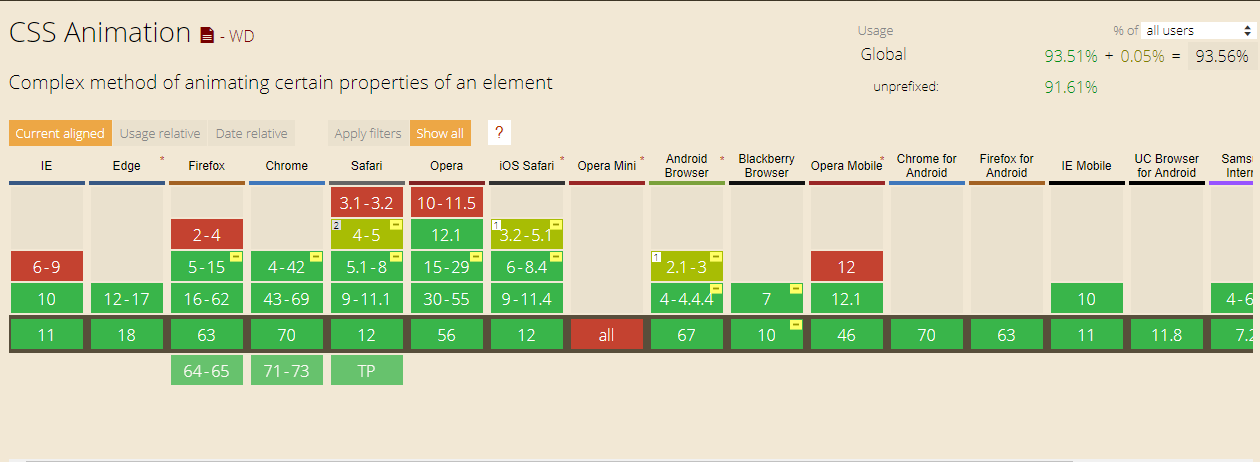 CSS Animation - WD
Usage % of all users
Global 93.51% + 0.05% = 93.56%
unprefixed: 91.61%
Complex method of animating certain properties of an element
Current aligned Usage relative Date relative Apply filters Show all ?
IE Edge * Firefox Chrome Safari Opera iOS Safari * Opera Mini * Android Browser * Blackberry Browser Opera Mobile * Chrome for Android Firefox for Android IE Mobile UC Browser for Android
3.1-3.2 10-11.5
2-4 2 4-5 12.1 1 3.2-5.1
6-9 5-15 4-42 5.1-8 15-29 6-8.4 1 2.1-3 12
10 12-17 16-62 43-69 9-11.1 30-55 9-11.4 4-4.4.4 7 12.1 10 4-6
11 18 63 70 12 56 12 all 67 10 46 70 63 11 11.8 7.2
64-65 71-73 TP